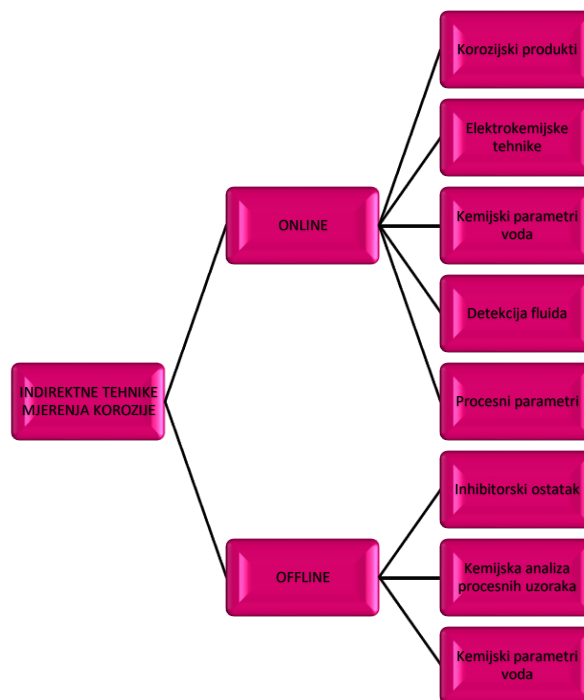 INDIREKTNE TEHNIKE
MJERENJA KOROZIJE
ONLINE
Korozijski produkti
Elektrokemijske
tehnike
Kemijski parametri
voda
Detekcija fluida
Procesni parametri
OFFLINE
Inhibitorski ostatak
Kemijska analiza
procesnih uzoraka
Kemijski parametri
voda